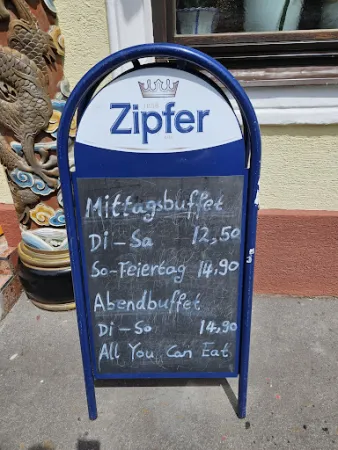 Zipfer
Mittagsbuffet
Di - Sa 12,50
So-Feiertag 14,90
Abendbuffet
Di - So 14,90
All You Can Eat